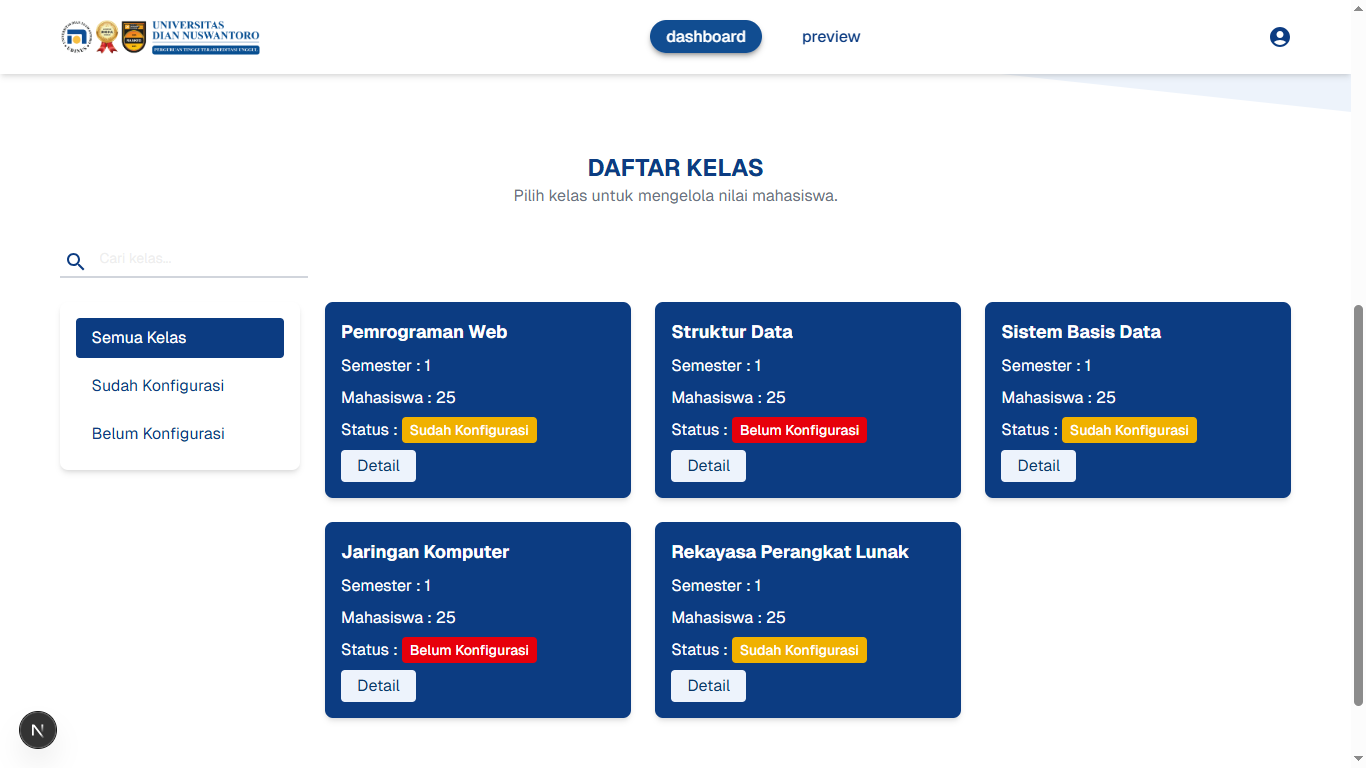 UNIVERSITAS
DIAN NUSWANTORO
PERGURUAN TINGGI TERAKREDITASI UNGGUL
dashboard
preview
DAFTAR KELAS
Pilih kelas untuk mengelola nilai mahasiswa.
Cari kelas...
Semua Kelas
Sudah Konfigurasi
Belum Konfigurasi
Pemrograman Web
Semester : 1
Mahasiswa : 25
Status : Sudah Konfigurasi
Detail
Struktur Data
Semester : 1
Mahasiswa : 25
Status : Belum Konfigurasi
Detail
Sistem Basis Data
Semester : 1
Mahasiswa : 25
Status : Sudah Konfigurasi
Detail
Jaringan Komputer
Semester : 1
Mahasiswa : 25
Status : Belum Konfigurasi
Detail
Rekayasa Perangkat Lunak
Semester : 1
Mahasiswa : 25
Status : Sudah Konfigurasi
Detail
N